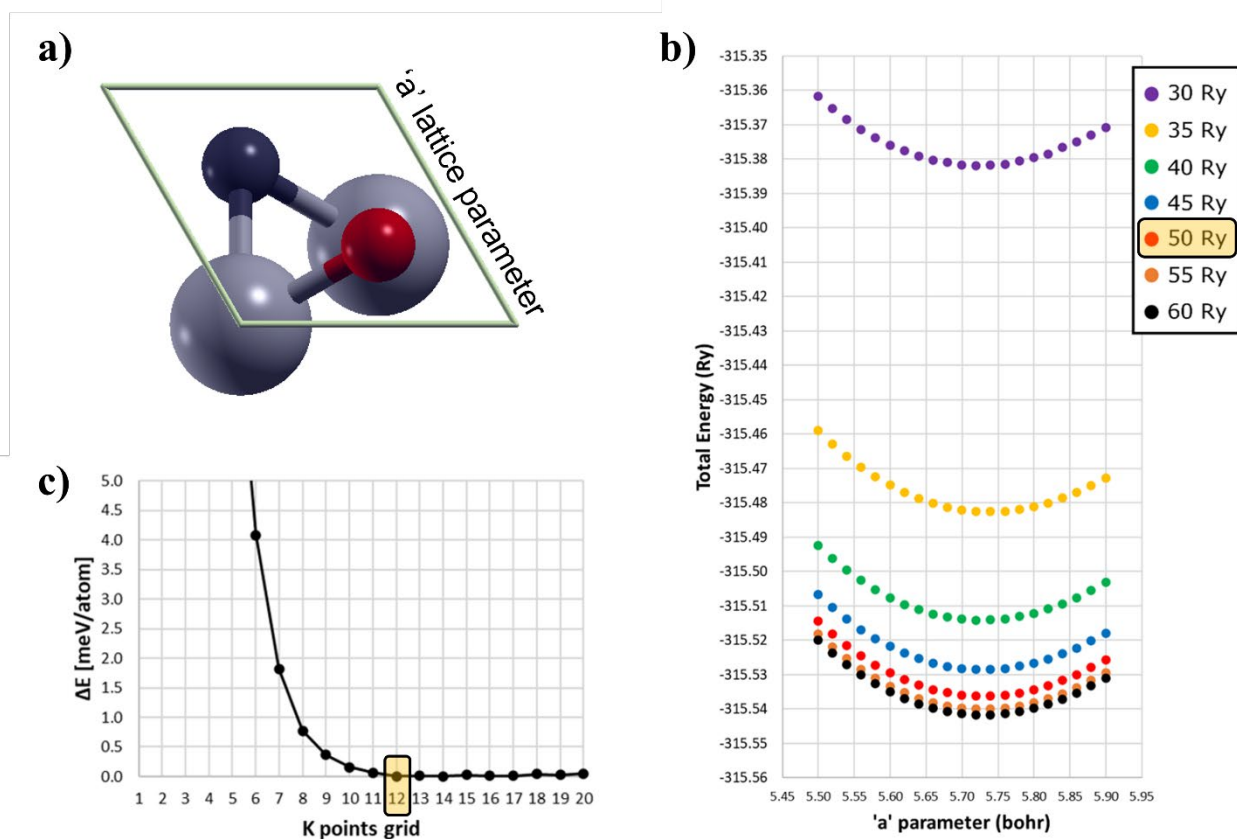 a)
'a' lattice parameter
b)
-315.35
-315.36
-315.37
-315.38
-315.39
-315.40
-315.41
-315.42
-315.43
-315.44
-315.45
-315.46
-315.47
-315.48
-315.49
-315.50
-315.51
-315.52
-315.53
-315.54
-315.55
-315.56
Total Energy (Ry)
5.45 5.50 5.55 5.60 5.65 5.70 5.75 5.80 5.85 5.90 5.95
'a' parameter (bohr)
30 Ry
35 Ry
40 Ry
45 Ry
50 Ry
55 Ry
60 Ry
c)
5.0
4.5
4.0
3.5
3.0
2.5
2.0
1.5
1.0
0.5
0.0
ΔE [meV/atom]
1 2 3 4 5 6 7 8 9 10 11 12 13 14 15 16 17 18 19 20
K points grid